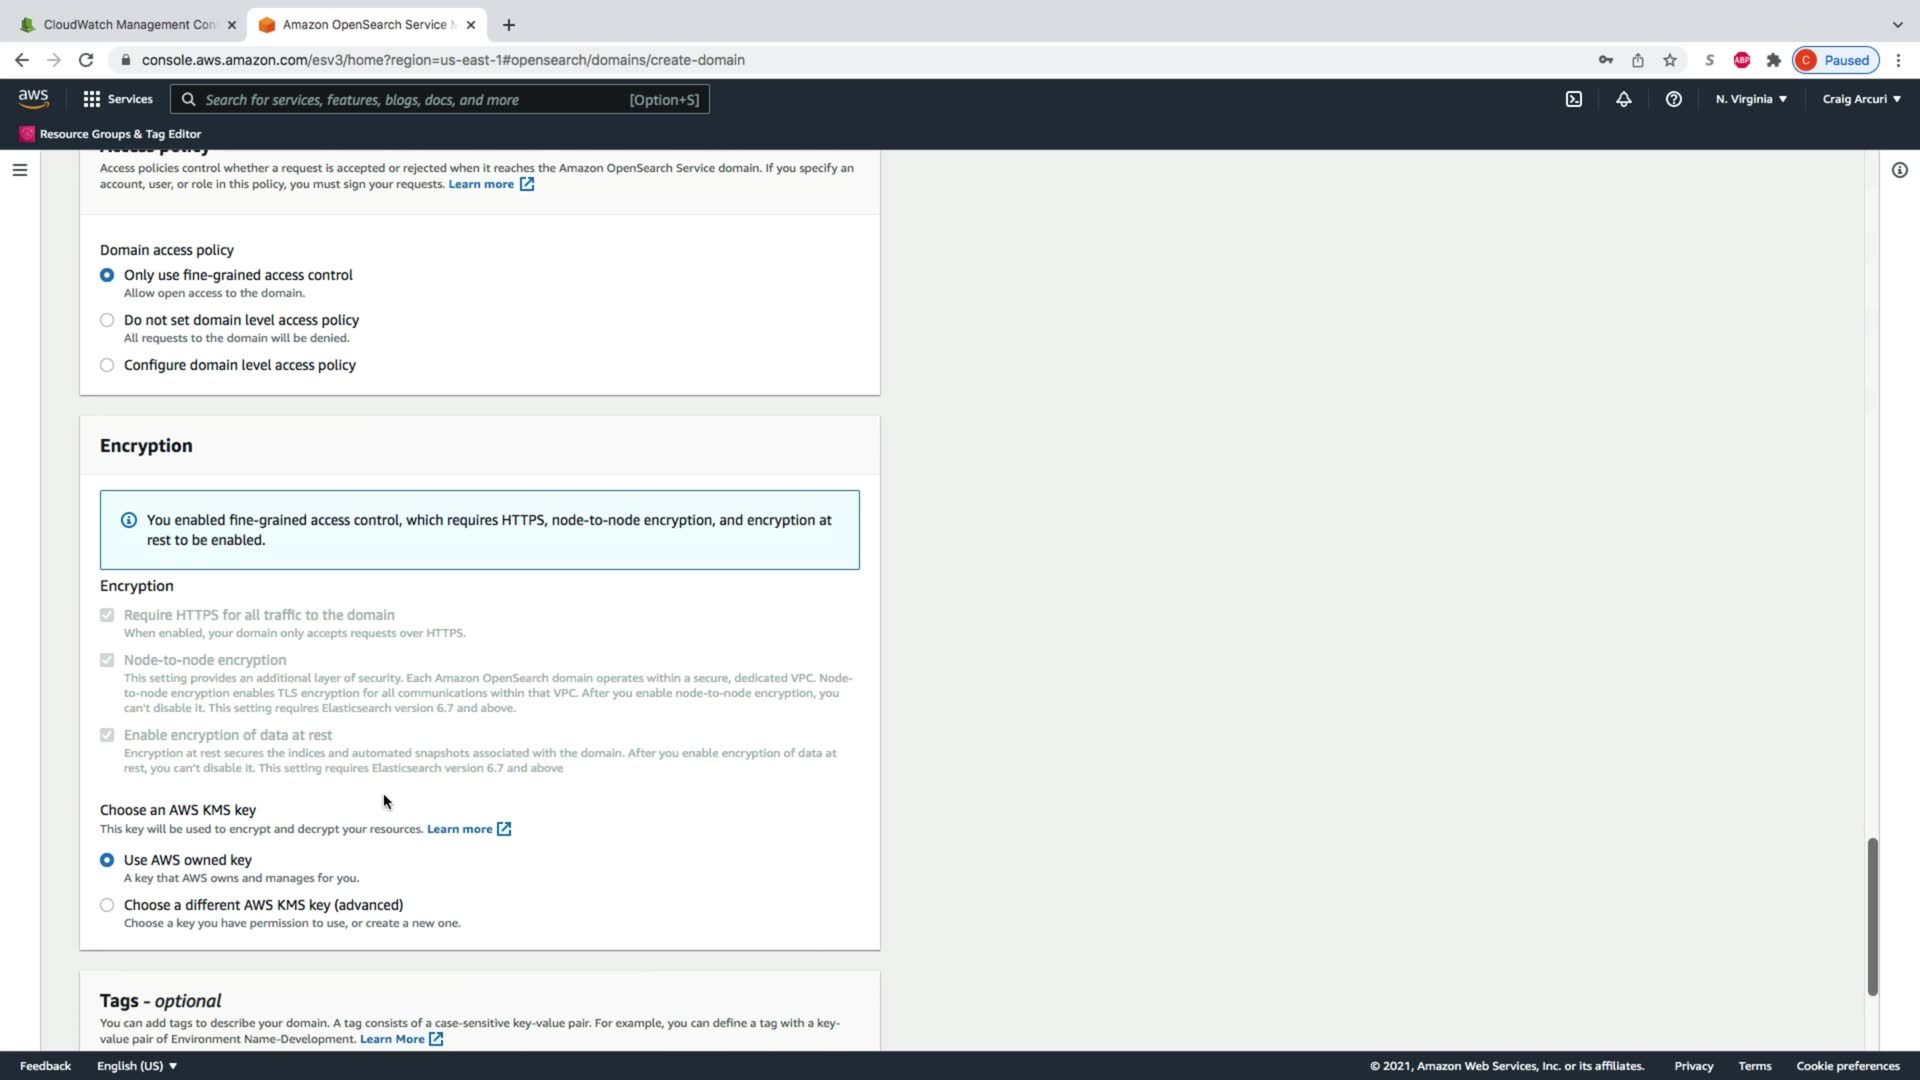 CloudWatch Management Con
Amazon OpenSearch Service M
console.aws.amazon.com/esv3/home?region=us-east-1#opensearch/domains/create-domain
S
ABP
C
Paused
aws
Services
Search for services, features, blogs, docs, and more
[Option+S]
N. Virginia
Craig Arcuri
Resource Groups & Tag Editor
Access policy
Access policies control whether a request is accepted or rejected when it reaches the Amazon OpenSearch Service domain. If you specify an
account, user, or role in this policy, you must sign your requests. Learn more
Domain access policy
Only use fine-grained access control
Allow open access to the domain.
Do not set domain level access policy
All requests to the domain will be denied.
Configure domain level access policy
Encryption
You enabled fine-grained access control, which requires HTTPS, node-to-node encryption, and encryption at
rest to be enabled.
Encryption
Require HTTPS for all traffic to the domain
When enabled, your domain only accepts requests over HTTPS.
Node-to-node encryption
This setting provides an additional layer of security. Each Amazon OpenSearch domain operates within a secure, dedicated VPC. Node-
to-node encryption enables TLS encryption for all communications within that VPC. After you enable node-to-node encryption, you
can't disable it. This setting requires Elasticsearch version 6.7 and above.
Enable encryption of data at rest
Encryption at rest secures the indices and automated snapshots associated with the domain. After you enable encryption of data at
rest, you can't disable it. This setting requires Elasticsearch version 6.7 and above
Choose an AWS KMS key
This key will be used to encrypt and decrypt your resources. Learn more
Use AWS owned key
A key that AWS owns and manages for you.
Choose a different AWS KMS key (advanced)
Choose a key you have permission to use, or create a new one.
Tags - optional
You can add tags to describe your domain. A tag consists of a case-sensitive key-value pair. For example, you can define a tag with a key-
value pair of Environment Name-Development. Learn More
Feedback
English (US)
© 2021, Amazon Web Services, Inc. or its affiliates.
Privacy
Terms
Cookie preferences